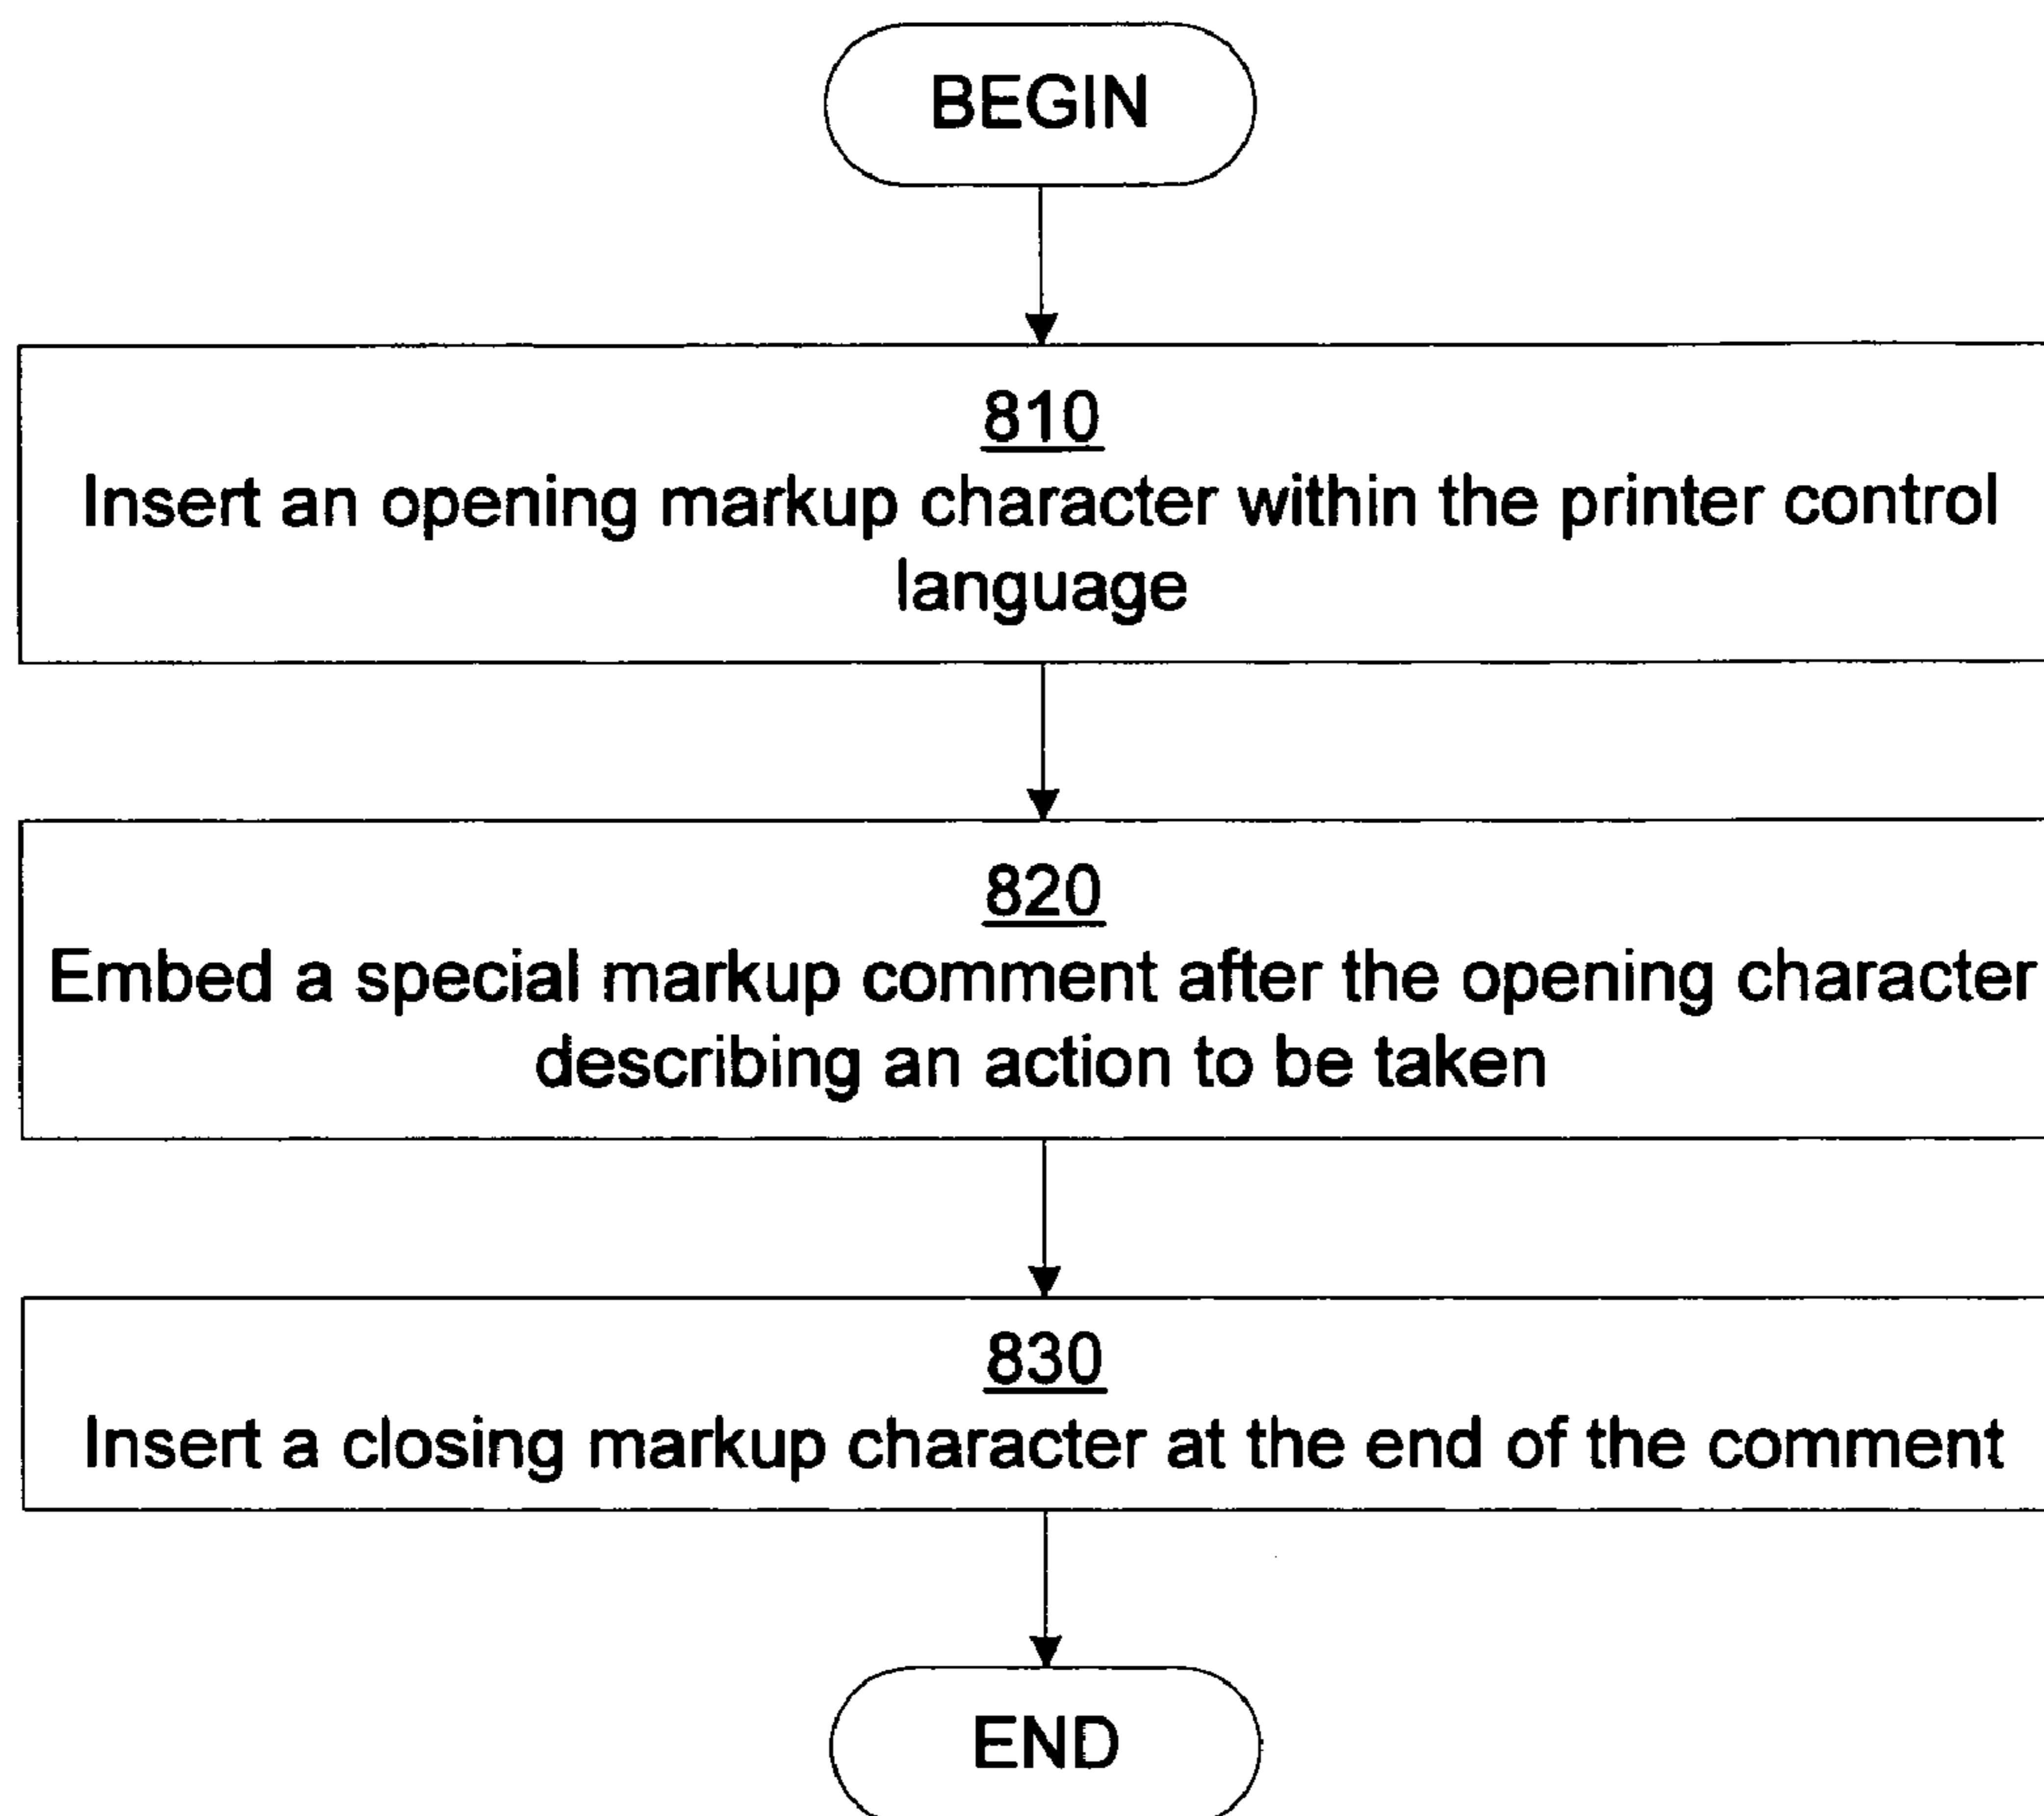 BEGIN
810
Insert an opening markup character within the printer control
language
820
Embed a special markup comment after the opening character
describing an action to be taken
830
Insert a closing markup character at the end of the comment
END